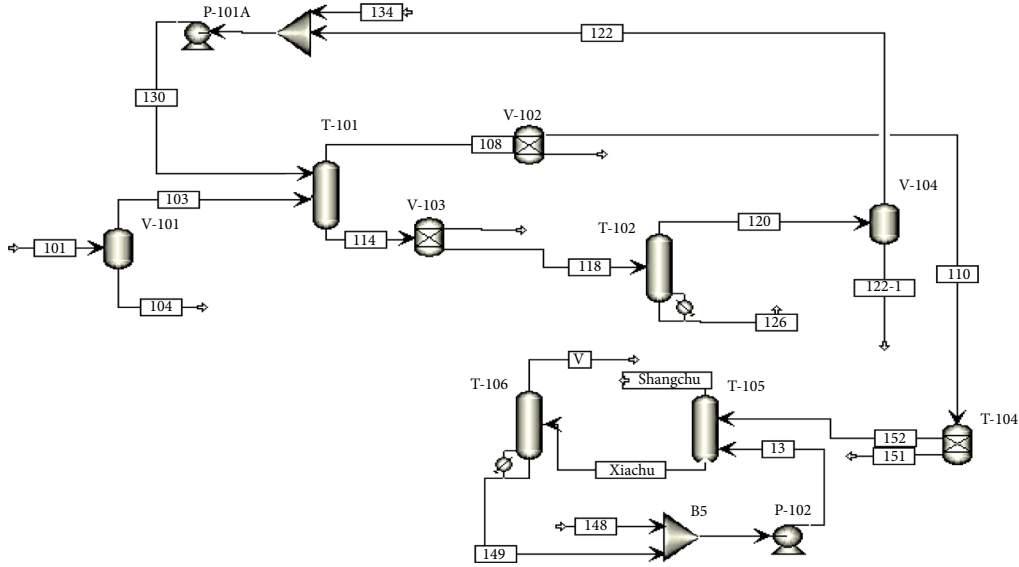 P-101A
134
122
130
V-102
T-101
108
V-103
V-104
103
V-101
120
T-102
114
101
118
110
122-1
104
126
V
Shangchu
T-106
T-105
T-104
152
13
151
Xiachu
B5
P-102
148
149